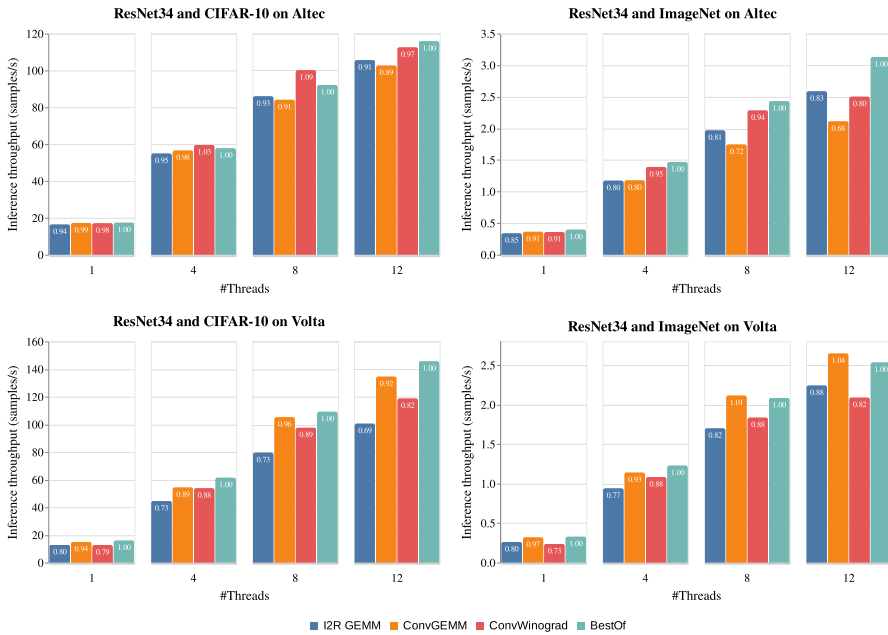 ResNet34 and CIFAR-10 on Altec
Inference throughput (samples/s)
120
100
80
60
40
20
0
0.94 0.99 0.98 1.00
0.95 0.98 1.03 1.00
0.93 0.91 1.09 1.00
0.91 0.89 0.97 1.00
1 4 8 12
#Threads
ResNet34 and ImageNet on Altec
Inference throughput (samples/s)
3.5
3.0
2.5
2.0
1.5
1.0
0.5
0.0
0.85 0.91 0.91 1.00
0.80 0.80 0.95 1.00
0.81 0.72 0.94 1.00
0.83 0.68 0.80 1.00
1 4 8 12
#Threads
ResNet34 and CIFAR-10 on Volta
Inference throughput (samples/s)
160
140
120
100
80
60
40
20
0
0.80 0.94 0.79 1.00
0.73 0.89 0.88 1.00
0.73 0.96 0.89 1.00
0.69 0.92 0.82 1.00
1 4 8 12
#Threads
ResNet34 and ImageNet on Volta
Inference throughput (samples/s)
2.5
2.0
1.5
1.0
0.5
0.0
0.80 0.97 0.73 1.00
0.77 0.93 0.88 1.00
0.82 1.01 0.88 1.00
0.88 1.04 0.82 1.00
1 4 8 12
#Threads
I2R GEMM ConvGEMM ConvWinograd BestOf